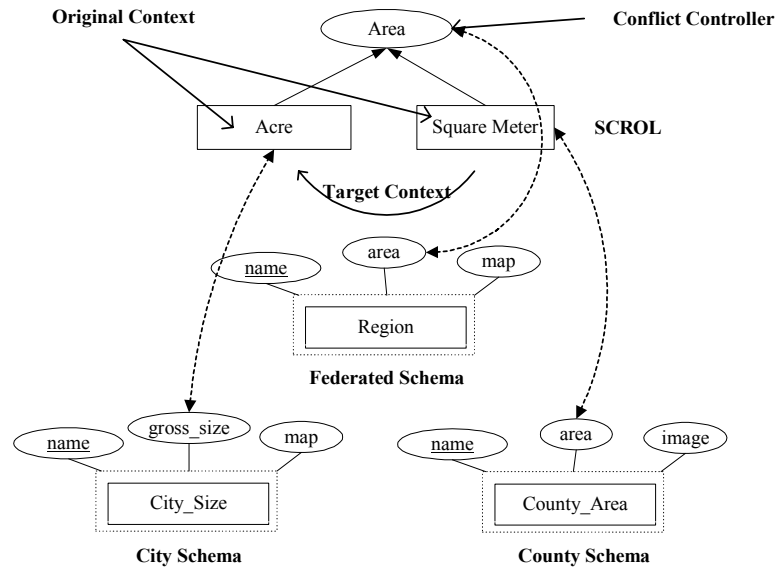 Original Context
Area
Conflict Controller
Acre
Square Meter
SCROL
Target Context
name
area
map
Region
Federated Schema
name
gross_size
map
City_Size
City Schema
name
area
image
County_Area
County Schema